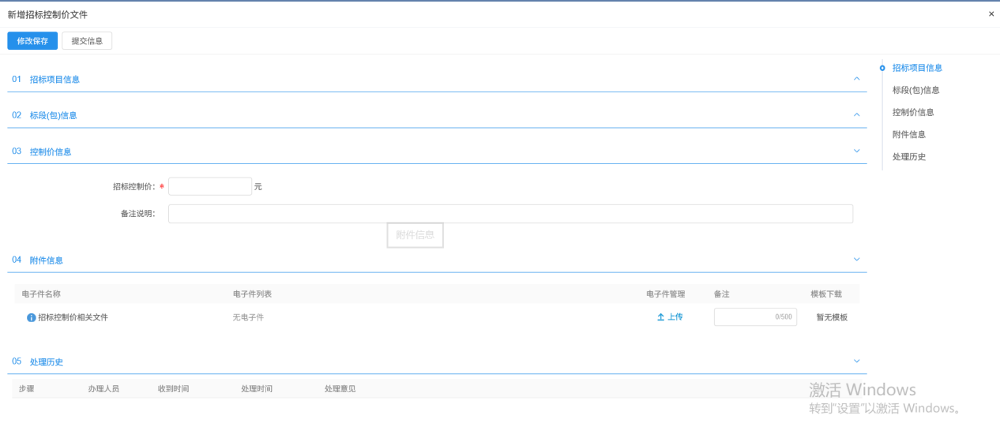 新增招标控制价文件 ×
修改保存 提交信息
01 招标项目信息
02 标段(包)信息
03 控制价信息
招标控制价: * 元
备注说明:
附件信息
04 附件信息
电子件名称 电子件列表 电子件管理 备注 模板下载
招标控制价相关文件 无电子件 上传 0/500 暂无模板
05 处理历史
步骤 办理人员 收到时间 处理时间 处理意见
招标项目信息
标段(包)信息
控制价信息
附件信息
处理历史
激活 Windows
转到"设置"以激活 Windows。